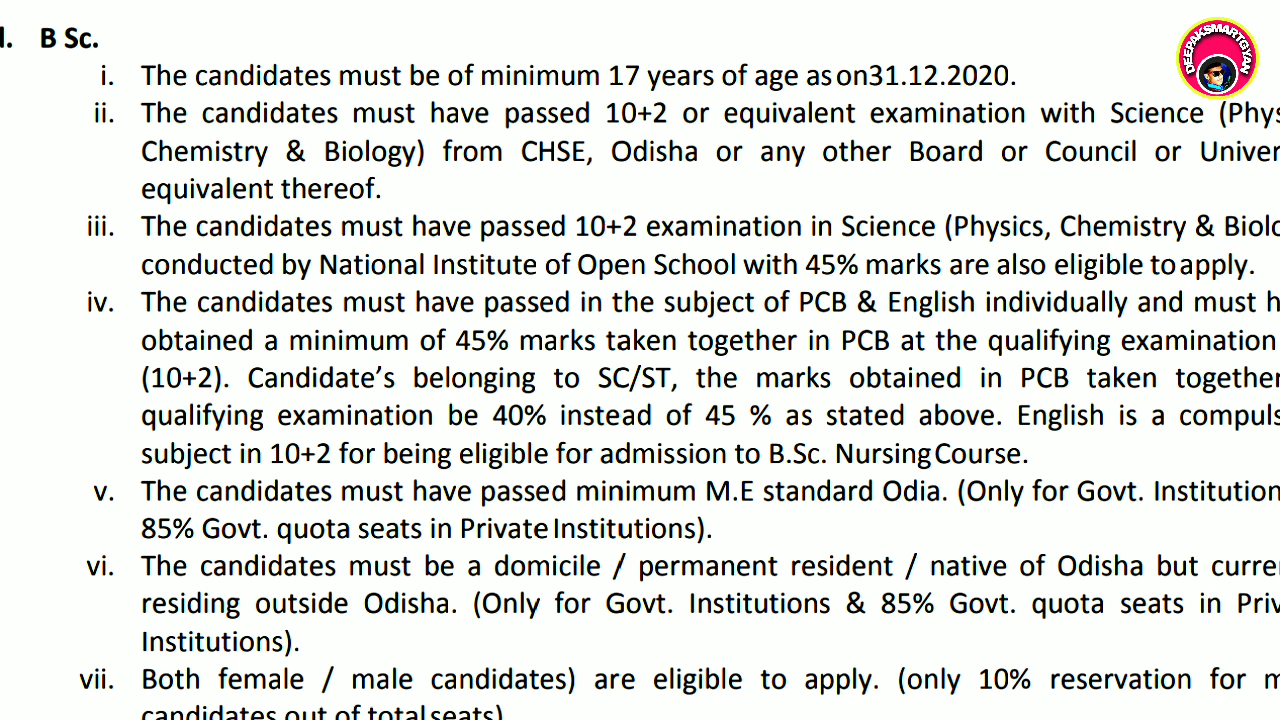 B Sc.
i. The candidates must be of minimum 17 years of age as on31.12.2020.
DEEPAKSMARTGYAN
ii. The candidates must have passed 10+2 or equivalent examination with Science
Chemistry & Biology) from CHSE, Odisha or any other Board or Council or
equivalent thereof.
iii. The candidates must have passed 10+2 examination in Science (Physics, Chemistry &
conducted by National Institute of Open School with 45% marks are also eligible to apply.
iv. The candidates must have passed in the subject of PCB & English individually and must
obtained a minimum of 45% marks taken together in PCB at the qualifying examination
(10+2). Candidate’s belonging to SC/ST, the marks obtained in PCB taken together
qualifying examination be 40% instead of 45 % as stated above. English is a
subject in 10+2 for being eligible for admission to B.Sc. Nursing Course.
v. The candidates must have passed minimum M.E standard Odia. (Only for Govt.
85% Govt. quota seats in Private Institutions).
vi. The candidates must be a domicile / permanent resident / native of Odisha but
residing outside Odisha. (Only for Govt. Institutions & 85% Govt. quota seats in
Institutions).
vii. Both female / male candidates) are eligible to apply. (only 10% reservation for
candidates out of total seats)